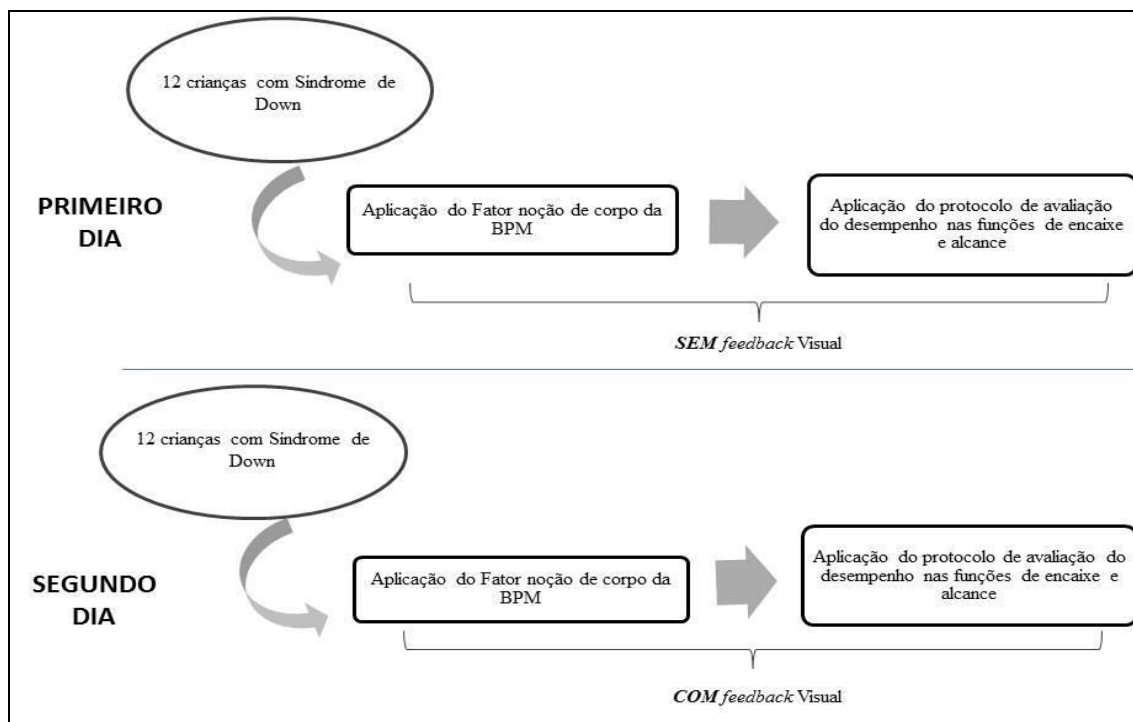 12 crianças com Síndrome de
Down
PRIMEIRO
DIA
Aplicação do Fator noção de corpo da
BPM
Aplicação do protocolo de avaliação
do desempenho nas funções de encaixe
e alcance
SEM feedback Visual
12 crianças com Síndrome de
Down
SEGUNDO
DIA
Aplicação do Fator noção de corpo da
BPM
Aplicação do protocolo de avaliação do
desempenho nas funções de encaixe e
alcance
COM feedback Visual